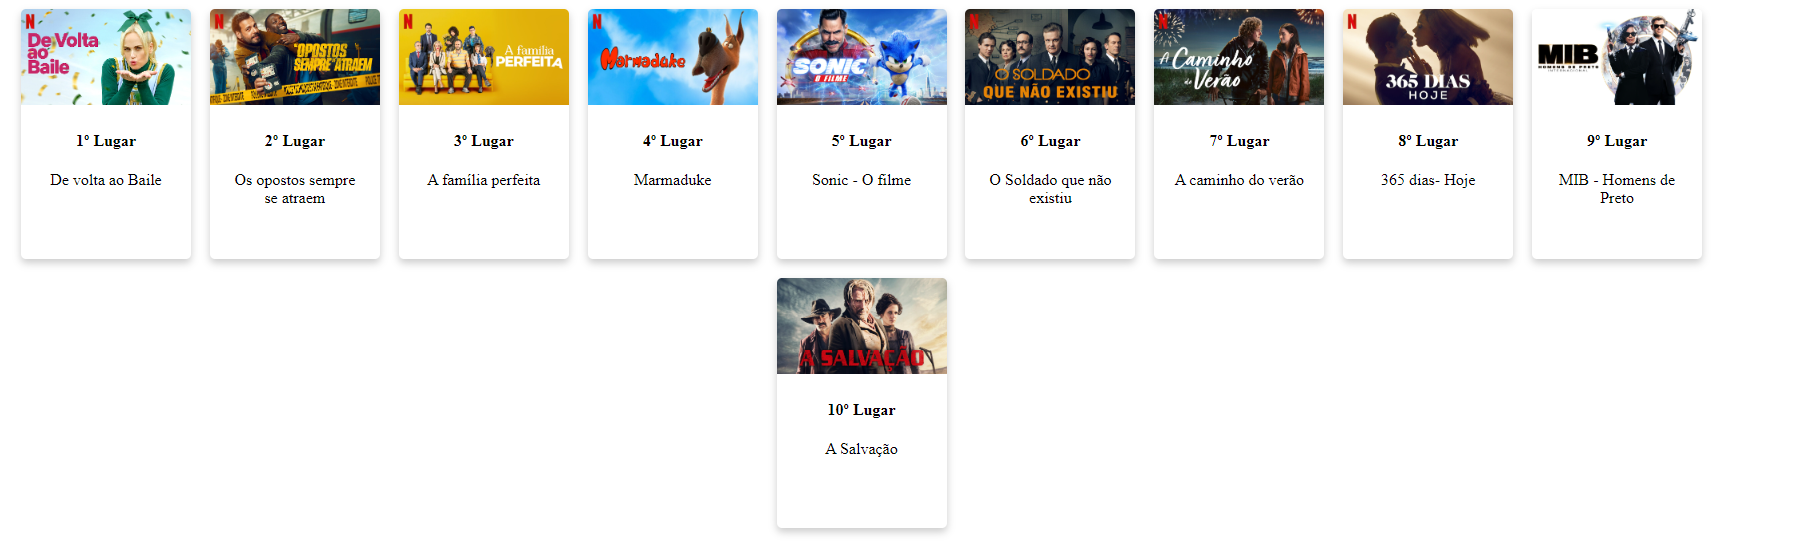 N
De Volta
ao
Baile
1º Lugar
De volta ao Baile
N
OS OPOSTOS
SEMPRE SE ATRAEM
2º Lugar
Os opostos sempre
se atraem
N
A família
PERFEITA
3º Lugar
A família perfeita
N
Marmaduke
4º Lugar
Marmaduke
SONIC
O FILME
5º Lugar
Sonic - O filme
N
O SOLDADO
QUE NÃO EXISTIU
6º Lugar
O Soldado que não
existiu
N
A Caminho
do Verão
7º Lugar
A caminho do verão
N
365 DIAS
HOJE
8º Lugar
365 dias- Hoje
MIB
HOMENS DE PRETO
INTERNACIONAL
9º Lugar
MIB - Homens de
Preto
A SALVAÇÃO
10º Lugar
A Salvação